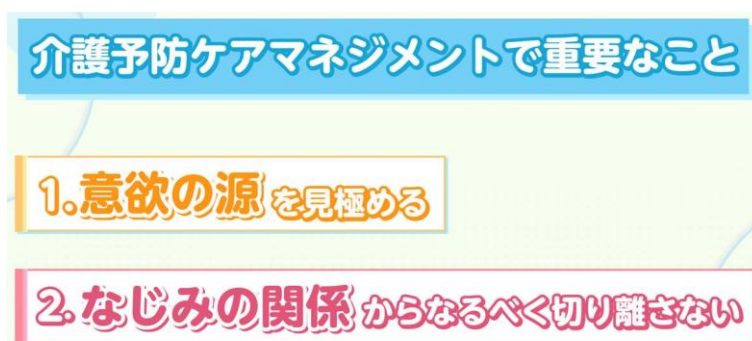 介護予防ケアマネジメントで重要なこと
1.意欲の源を見極める
2.なじみの関係からなるべく切り離さない